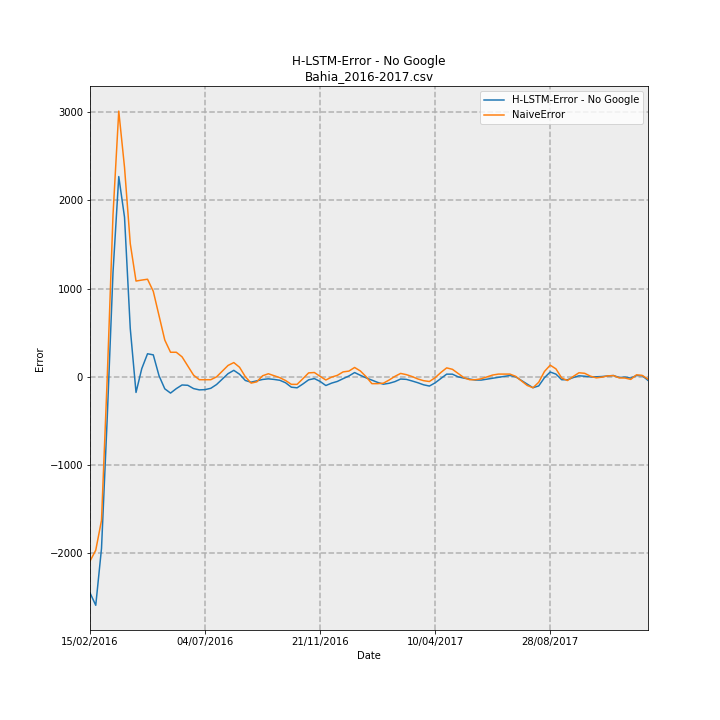 H-LSTM-Error - No Google
Bahia_2016-2017.csv
H-LSTM-Error - No Google
NaiveError
3000
2000
1000
0
−1000
−2000
Error
15/02/2016
04/07/2016
21/11/2016
10/04/2017
28/08/2017
Date